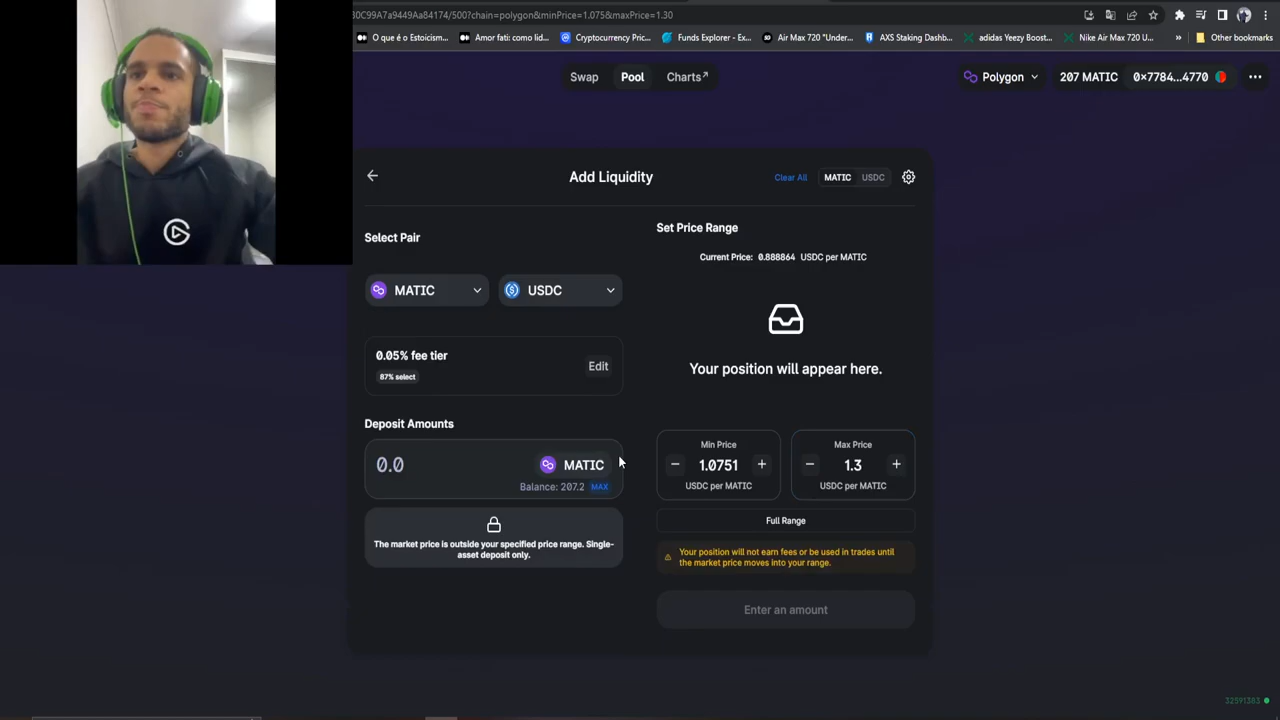 30C99A7a9449Aa84174/500?chain=polygon&minPrice=1.075&maxPrice=1.30
O que é o Estoicism...
Amor fati: como lid...
Cryptocurrency Pric...
Funds Explorer - Ex...
Air Max 720 "Under...
AXS Staking Dashb...
adidas Yeezy Boost...
Nike Air Max 720 U...
»
Other bookmarks
Swap
Pool
Charts↗
Polygon
207 MATIC
0×7784...4770
Add Liquidity
Clear All
MATIC
USDC
Select Pair
MATIC
USDC
0.05% fee tier
87% select
Edit
Deposit Amounts
0.0
MATIC
Balance: 207.2 MAX
The market price is outside your specified price range. Single-
asset deposit only.
Set Price Range
Current Price: 0.888864 USDC per MATIC
Your position will appear here.
Min Price
1.0751
USDC per MATIC
Max Price
1.3
USDC per MATIC
Full Range
Your position will not earn fees or be used in trades until
the market price moves into your range.
Enter an amount
32591383